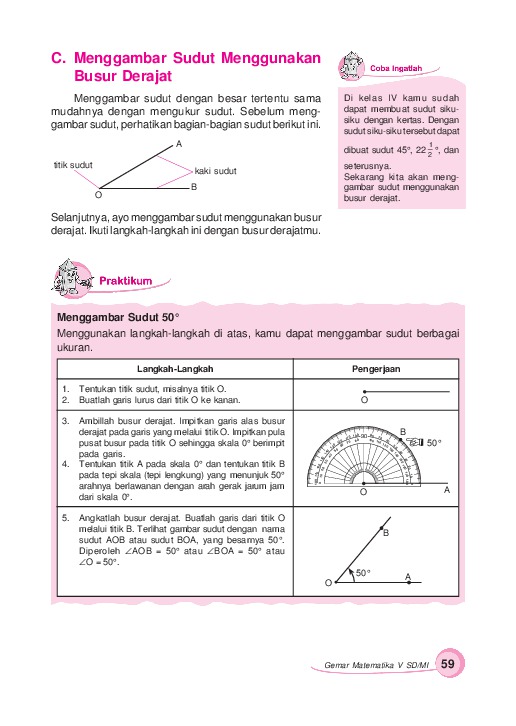 C. Menggambar Sudut Menggunakan
Busur Derajat
Menggambar sudut dengan besar tertentu sama
mudahnya dengan mengukur sudut. Sebelum meng-
gambar sudut, perhatikan bagian-bagian sudut berikut ini.
A
titik sudut
kaki sudut
B
O
Selanjutnya, ayo menggambar sudut menggunakan busur
derajat. Ikuti langkah-langkah ini dengan busur derajatmu.
Coba Ingatlah
Di kelas IV kamu sudah
dapat membuat sudut siku-
siku dengan kertas. Dengan
sudut siku-siku tersebut dapat
dibuat sudut 45°, 22 1/2 °, dan
seterusnya.
Sekarang kita akan meng-
gambar sudut menggunakan
busur derajat.
Praktikum
Menggambar Sudut 50°
Menggunakan langkah-langkah di atas, kamu dapat menggambar sudut berbagai
ukuran.
Langkah-Langkah
Pengerjaan
1. Tentukan titik sudut, misalnya titik O.
2. Buatlah garis lurus dari titik O ke kanan.
O
3. Ambillah busur derajat. Impitkan garis alas busur
derajat pada garis yang melalui titik O. Impitkan pula
pusat busur pada titik O sehingga skala 0° berimpit
pada garis.
4. Tentukan titik A pada skala 0° dan tentukan titik B
pada tepi skala (tepi lengkung) yang menunjuk 50°
arahnya berlawanan dengan arah gerak jarum jam
dari skala 0°.
B
50°
O
A
5. Angkatlah busur derajat. Buatlah garis dari titik O
melalui titik B. Terlihat gambar sudut dengan nama
sudut AOB atau sudut BOA, yang besarnya 50°.
Diperoleh ∠AOB = 50° atau ∠BOA = 50° atau
∠O = 50°.
B
50°
O
A
Gemar Matematika V SD/MI
59